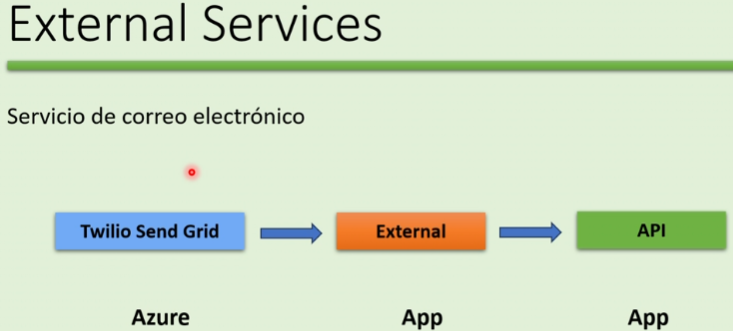 External Services
Servicio de correo electrónico
Twilio Send Grid
External
API
Azure
App
App